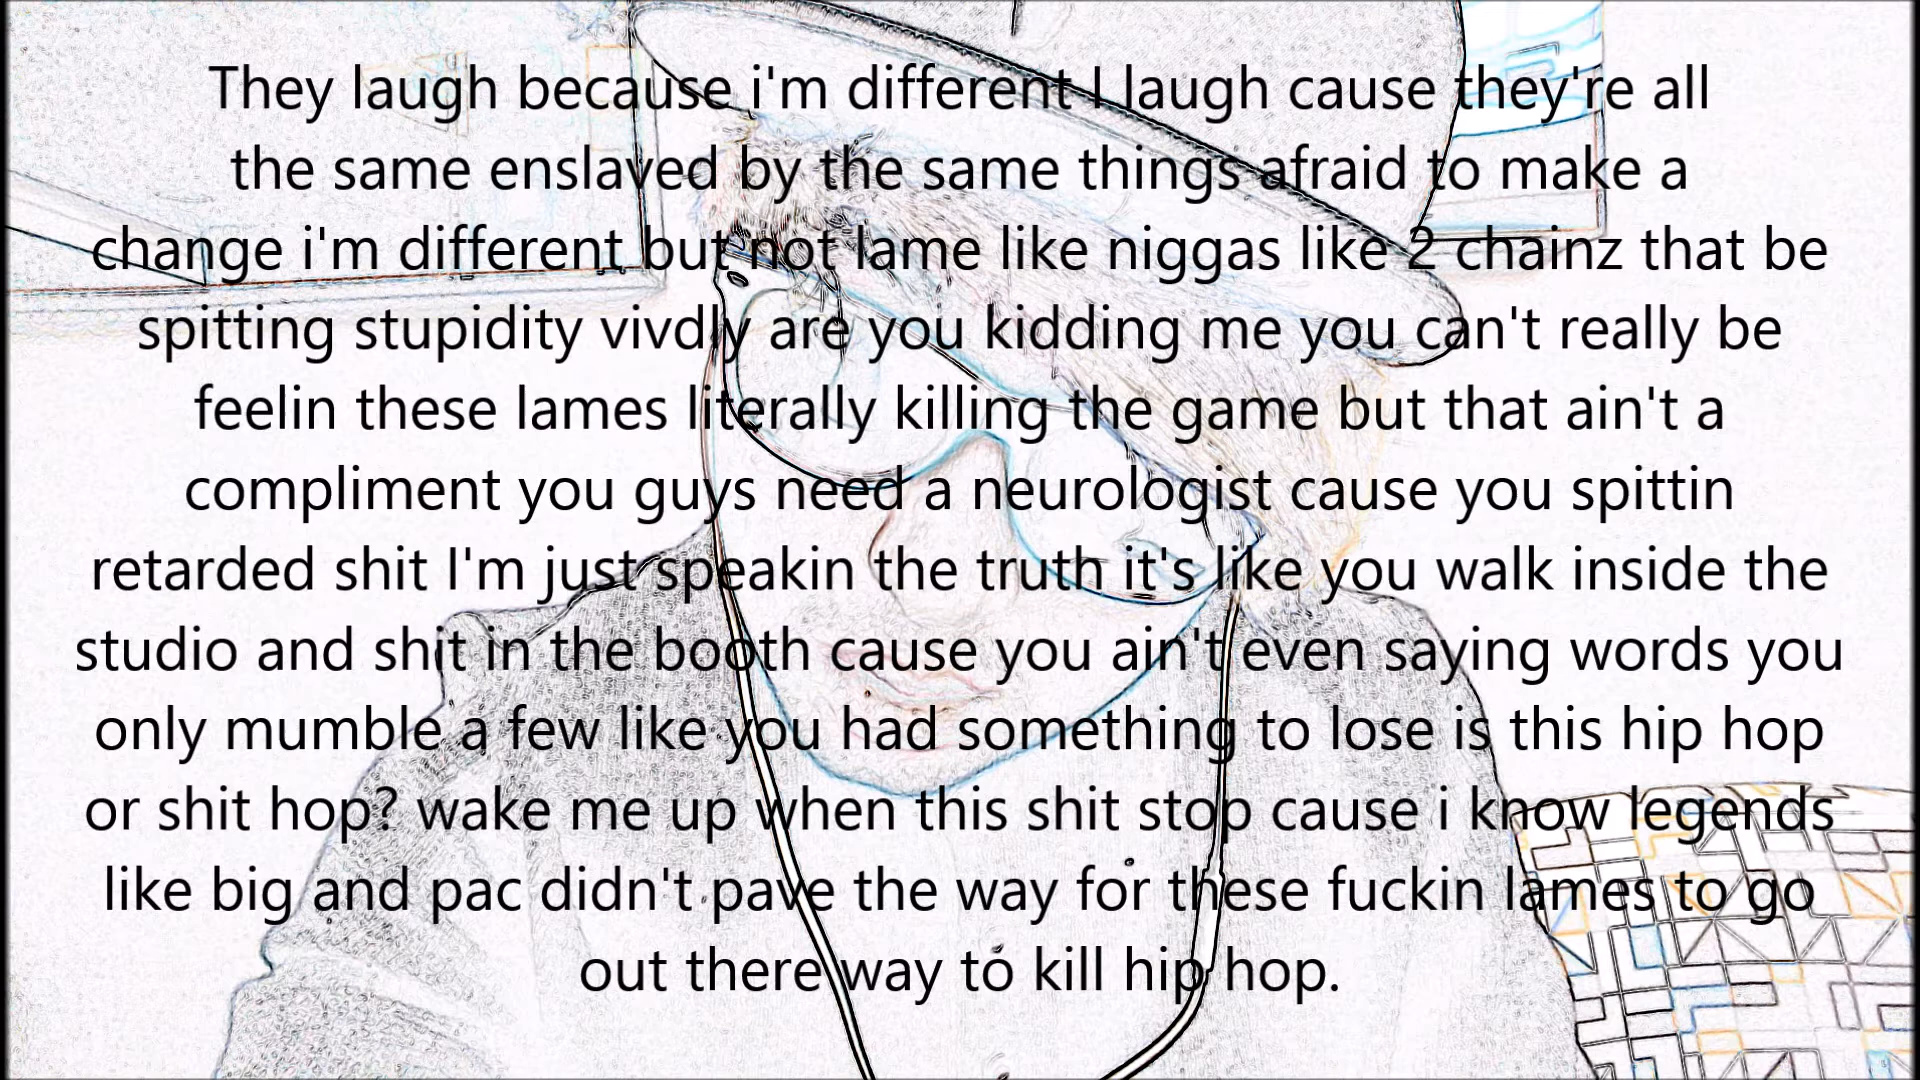 They laugh because i'm different I laugh cause they're all
the same enslaved by the same things afraid to make a
change i'm different but not lame like niggas like 2 chainz that be
spitting stupidity vivdly are you kidding me you can't really be
feelin these lames literally killing the game but that ain't a
compliment you guys need a neurologist cause you spittin
retarded shit I'm just speakin the truth it's like you walk inside the
studio and shit in the booth cause you ain't even saying words you
only mumble a few like you had something to lose is this hip hop
or shit hop? wake me up when this shit stop cause i know legends
like big and pac didn't pave the way for these fuckin lames to go
out there way to kill hip hop.